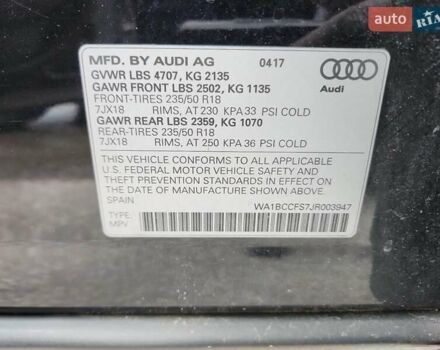 RIA.com
MFD. BY AUDI AG 0417
GVWR LBS 4707, KG 2135
GAWR FRONT LBS 2502, KG 1135
FRONT-TIRES 235/50 R18
7JX18 RIMS, AT 230 KPA 33 PSI COLD
GAWR REAR LBS 2359, KG 1070
REAR-TIRES 235/50 R18
7JX18 RIMS, AT 250 KPA 36 PSI COLD
Audi
THIS VEHICLE CONFORMS TO ALL APPLICABLE
U.S. FEDERAL MOTOR VEHICLE SAFETY AND
THEFT PREVENTION STANDARDS IN EFFECT ON
THE DATE OF MANUFACTURE SHOWN ABOVE.
SPAIN WA1BCCFS7JR003947
TYPE:
MPV